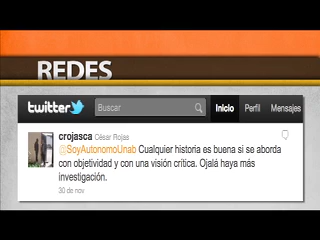 REDES
twitter
Buscar
Inicio Perfil Mensajes
crojasca César Rojas
@SoyAutonomoUnab Cualquier historia es buena si se aborda
con objetividad y con una visión crítica. Ojalá haya más
investigación.
30 de nov